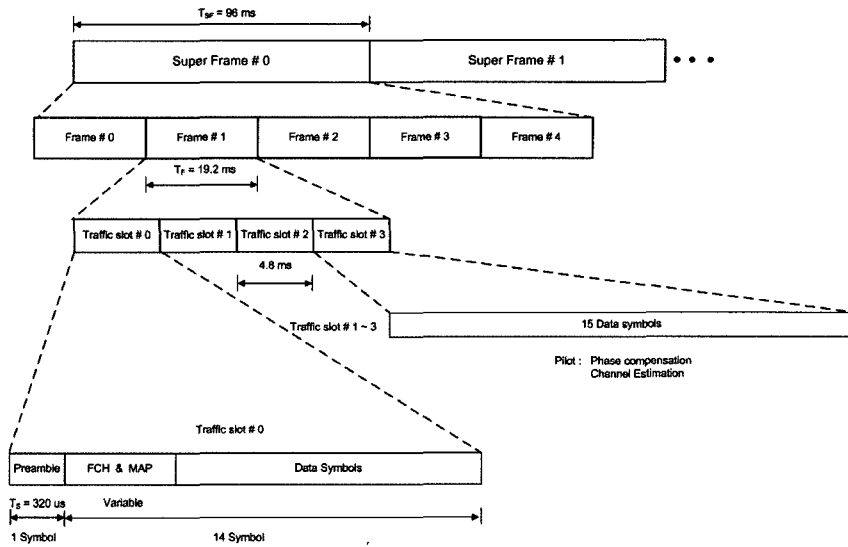 T_SF = 96 ms
Super Frame # 0
Super Frame # 1
Frame # 0
Frame # 1
Frame # 2
Frame # 3
Frame # 4
T_F = 19.2 ms
Traffic slot # 0
Traffic slot # 1
Traffic slot # 2
Traffic slot # 3
4.8 ms
Traffic slot # 1 ~ 3
15 Data symbols
Pilot : Phase compensation
Channel Estimation
Traffic slot # 0
Preamble
FCH & MAP
Data Symbols
T_S = 320 us
Variable
1 Symbol
14 Symbol